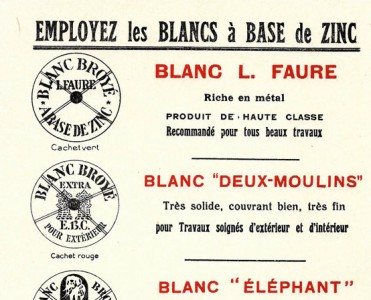 EMPLOYEZ les BLANCS à BASE de ZINC
BLANC BROYÉ
L. FAURE
A BASE DE ZINC
Cachet vert
BLANC L. FAURE
Riche en métal
PRODUIT DE HAUTE CLASSE
Recommandé pour tous beaux travaux
BLANC BROYÉ
EXTRA
E.B.C.
POUR EXTÉRIEUR
Cachet rouge
BLANC "DEUX-MOULINS"
Très solide, couvrant bien, très fin
pour Travaux soignés d'extérieur et d'intérieur
BLANC "ÉLÉPHANT"